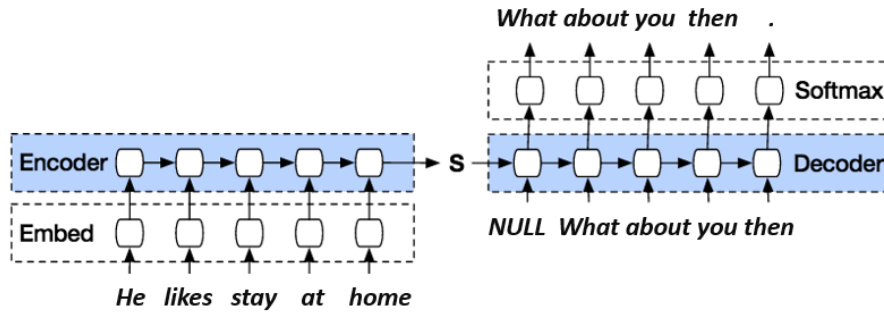 What about you then .
Softmax
Encoder
S
Decoder
Embed
NULL What about you then
He likes stay at home